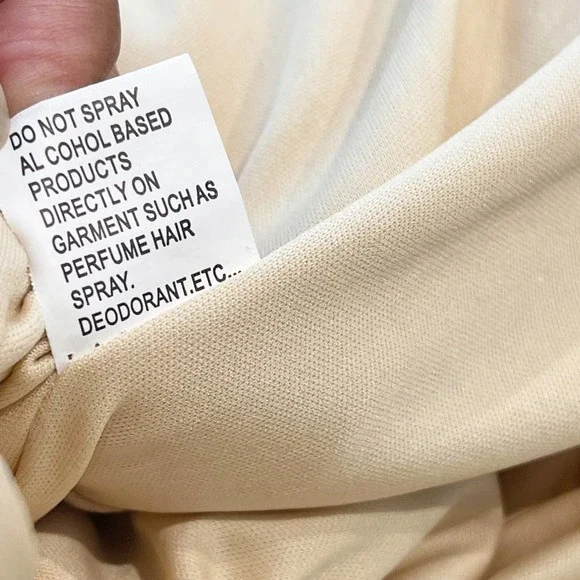 DO NOT SPRAY
AL COHOL BASED
PRODUCTS
DIRECTLY ON
GARMENT SUCH AS
PERFUME HAIR
SPRAY.
DEODORANT.ETC...